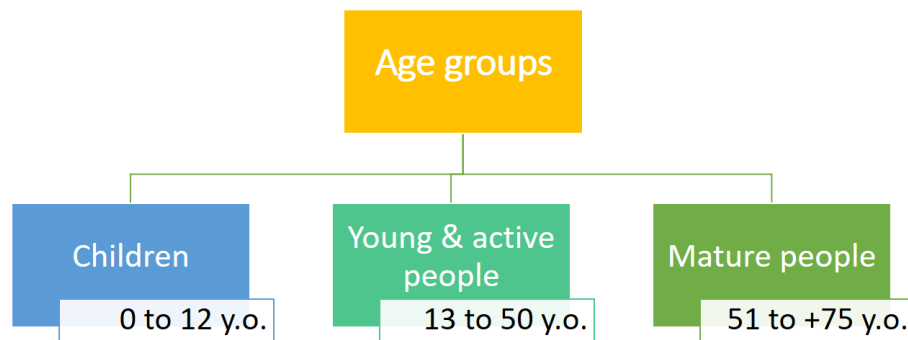 Age groups
Children
0 to 12 y.o.
Young & active
people
13 to 50 y.o.
Mature people
51 to +75 y.o.